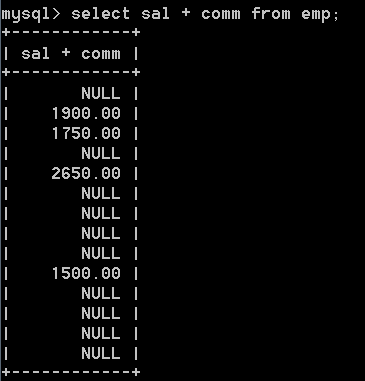 mysql> select sal + comm from emp;
+------------+
| sal + comm |
+------------+
|       NULL |
|    1900.00 |
|    1750.00 |
|       NULL |
|    2650.00 |
|       NULL |
|       NULL |
|       NULL |
|       NULL |
|    1500.00 |
|       NULL |
|       NULL |
|       NULL |
|       NULL |
+------------+